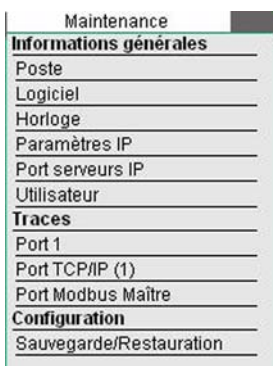 Maintenance
Informations générales
Poste
Logiciel
Horloge
Paramètres IP
Port serveurs IP
Utilisateur
Traces
Port 1
Port TCP/IP (1)
Port Modbus Maître
Configuration
Sauvegarde/Restauration